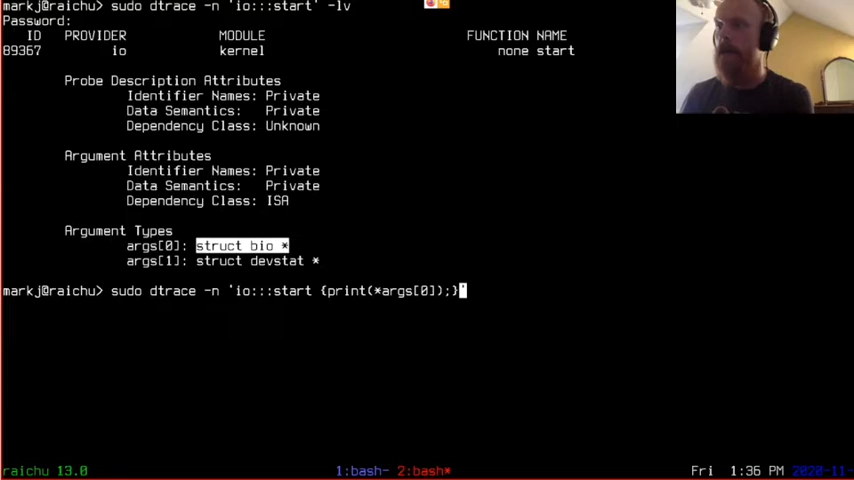 markj@raichu> sudo dtrace -n 'io:::start' -lv
Password:
ID PROVIDER MODULE FUNCTION NAME
89367 io kernel none start
Probe Description Attributes
Identifier Names: Private
Data Semantics: Private
Dependency Class: Unknown
Argument Attributes
Identifier Names: Private
Data Semantics: Private
Dependency Class: ISA
Argument Types
args[0]: struct bio *
args[1]: struct devstat *
markj@raichu> sudo dtrace -n 'io:::start {print(*args[0]);}'
raichu 13.0 1:bash- 2:bash* Fri 1:36 PM 2020-11-